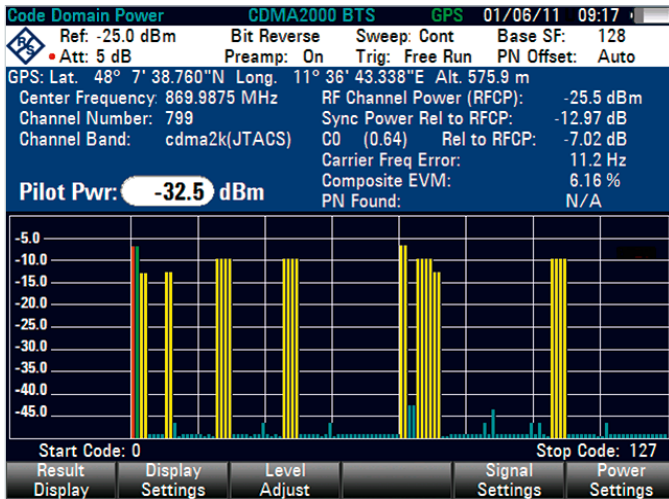 Code Domain Power CDMA2000 BTS GPS 01/06/11 09:17
Ref: -25.0 dBm Bit Reverse Sweep: Cont Base SF: 128
Att: 5 dB Preamp: On Trig: Free Run PN Offset: Auto
GPS: Lat. 48° 7' 38.760"N Long. 11° 36' 43.338"E Alt. 575.9 m
Center Frequency: 869.9875 MHz RF Channel Power (RFCP): -25.5 dBm
Channel Number: 799 Sync Power Rel to RFCP: -12.97 dB
Channel Band: cdma2k(JTACS) C0 (0.64) Rel to RFCP: -7.02 dB
Carrier Freq Error: 11.2 Hz
Composite EVM: 6.16 %
Pilot Pwr: -32.5 dBm PN Found: N/A
-5.0
-10.0
-15.0
-20.0
-25.0
-30.0
-35.0
-40.0
-45.0
Start Code: 0 Stop Code: 127
Result Display Level Signal Power
Display Settings Adjust Settings Settings